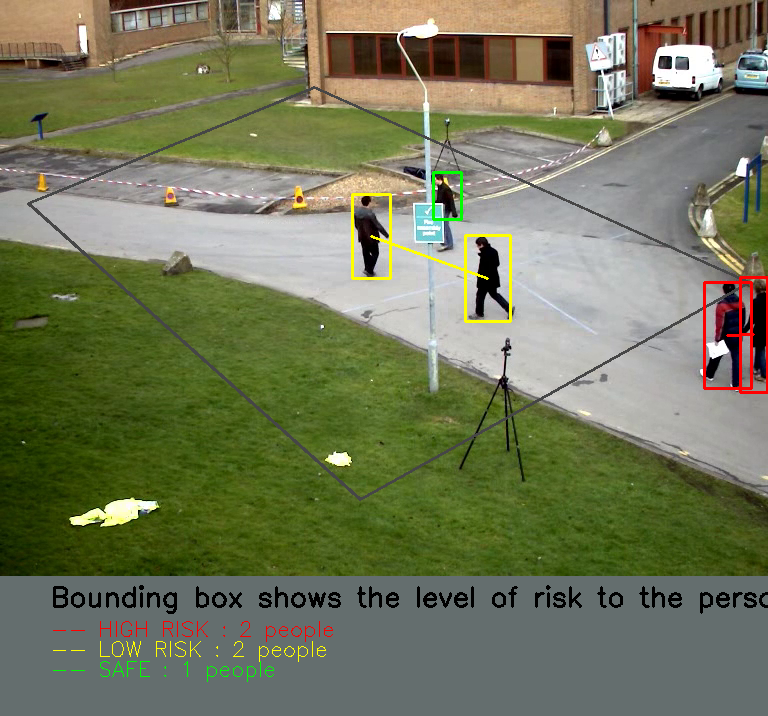 Bounding box shows the level of risk to the perso
-- HIGH RISK : 2 people
-- LOW RISK : 2 people
-- SAFE : 1 people